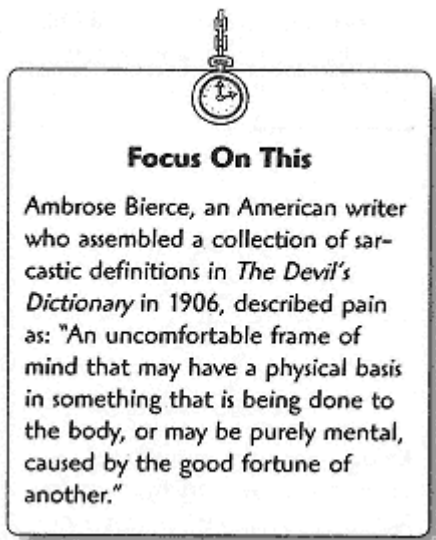 Focus On This
Ambrose Bierce, an American writer
who assembled a collection of sar-
castic definitions in The Devil's
Dictionary in 1906, described pain
as: "An uncomfortable frame of
mind that may have a physical basis
in something that is being done to
the body, or may be purely mental,
caused by the good fortune of
another."